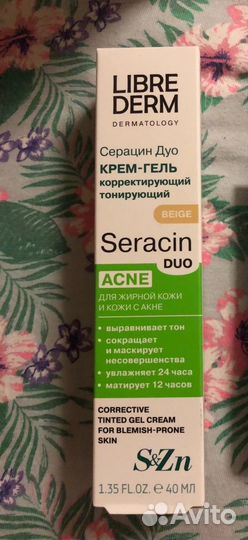 LIBRE
DERM
DERMATOLOGY
Серацин Дуо
КРЕМ-ГЕЛЬ
корректирующий
тонирующий
BEIGE
Seracin
DUO
ACNE
ДЛЯ ЖИРНОЙ КОЖИ
И КОЖИ С АКНЕ
• выравнивает тон
• сокращает
и маскирует
несовершенства
• увлажняет 24 часа
• матирует 12 часов
CORRECTIVE
TINTED GEL CREAM
FOR BLEMISH-PRONE
SKIN
S&Zn
1.35 FL.OZ. ℮ 40 МЛ
Avito